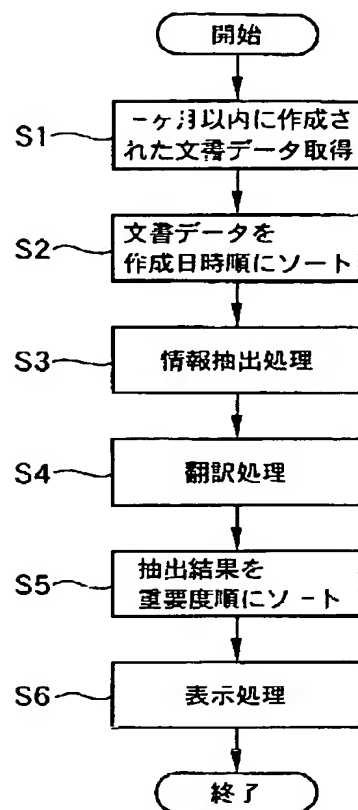 開始
S1
一ヶ月以内に作成さ
れた文書データ取得
S2
文書データを
作成日時順にソート
S3
情報抽出処理
S4
翻訳処理
S5
抽出結果を
重要度順にソート
S6
表示処理
終了